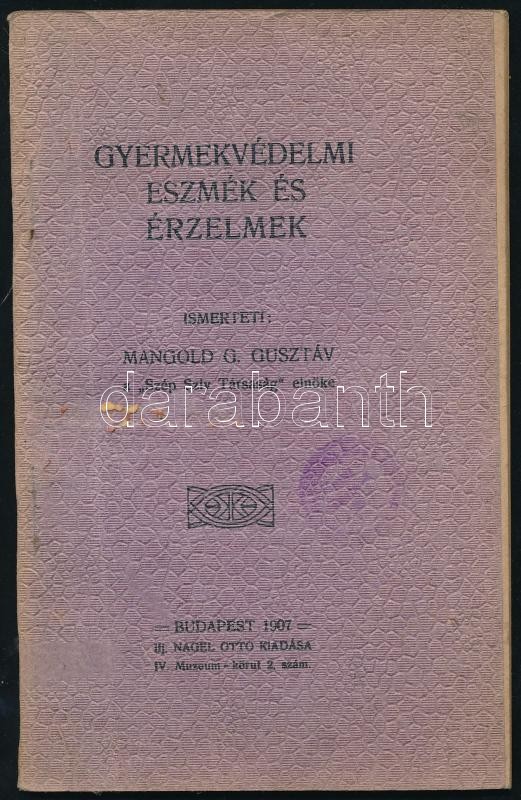 GYERMEKVÉDELMI
ESZMÉK ÉS
ÉRZELMEK
ISMERTETI:
MANGOLD G. GUSZTÁV
a „Szép Sziv Társaság" elnöke
darabanth
— BUDAPEST 1907 —
ifj. NAGEL OTTÓ KIADÁSA
IV. Muzeum - körut 2, szám.